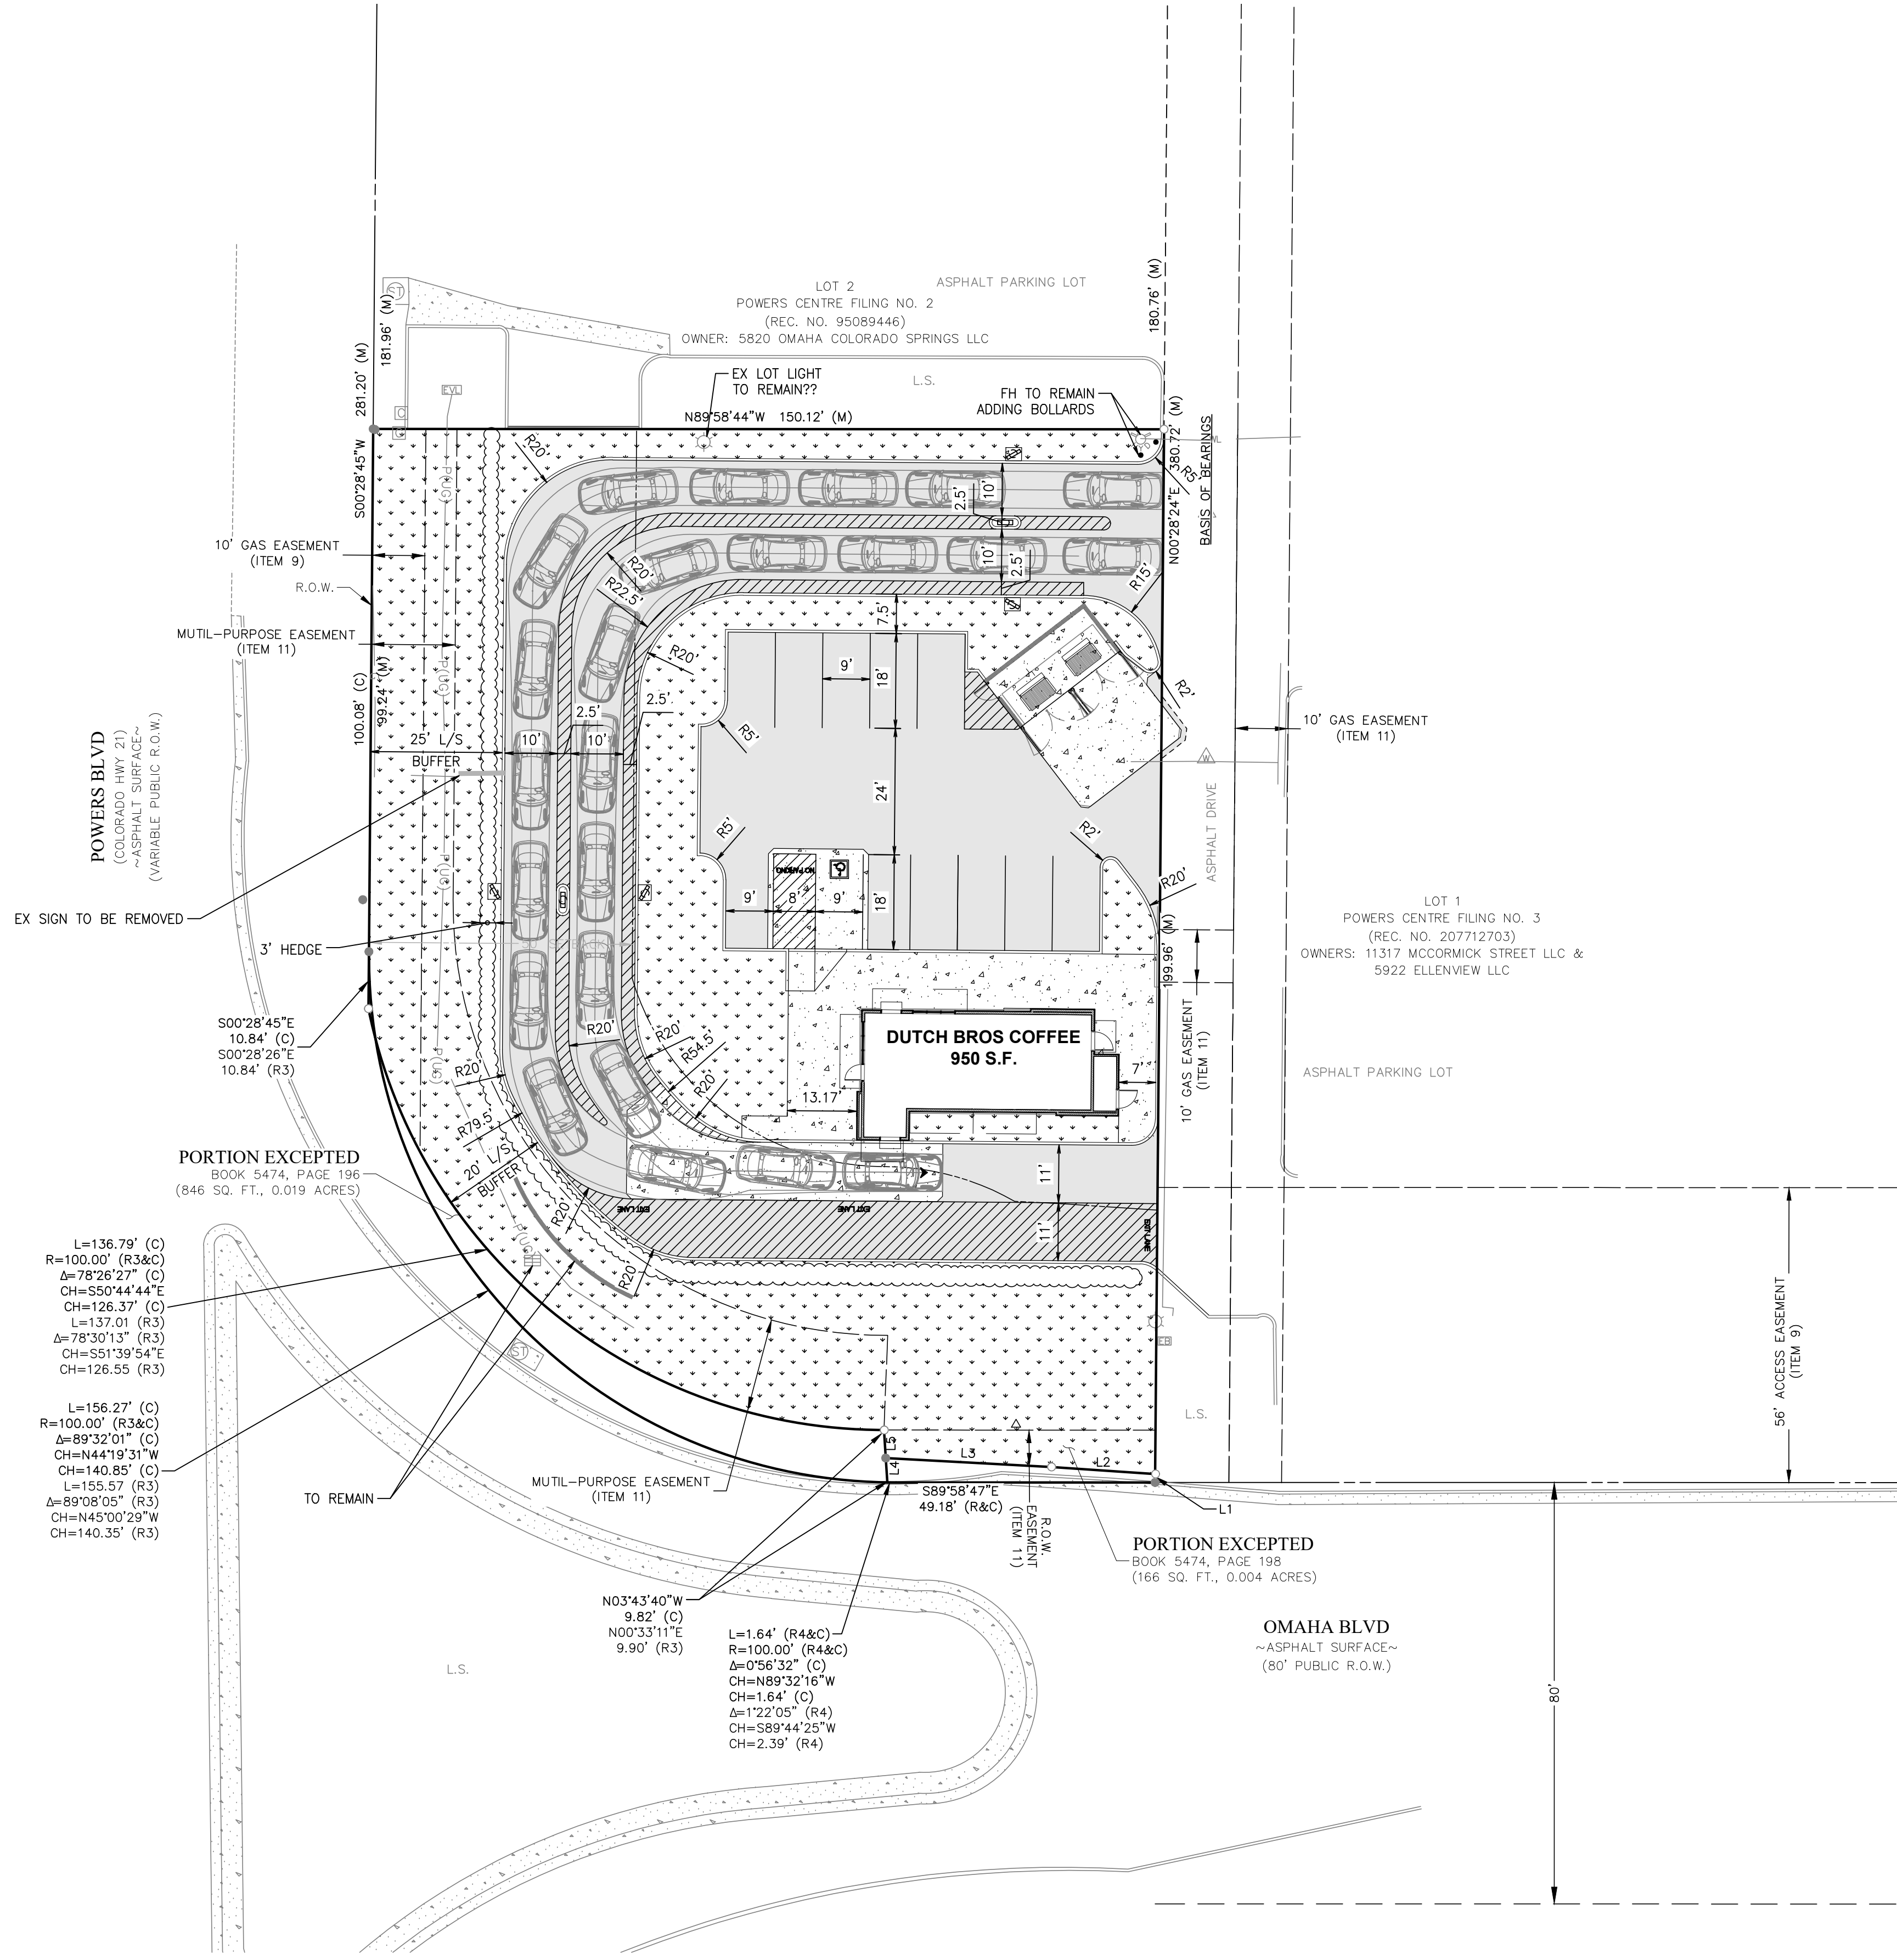 LOT 2
POWERS CENTRE FILING NO. 2
(REC. NO. 95089446)
OWNER: 5820 OMAHA COLORADO SPRINGS LLC
ASPHALT PARKING LOT
180.76' (M)
ST
181.96' (M)
281.20' (M)
S00°28'45"W
EVL
EX LOT LIGHT
TO REMAIN??
L.S.
FH TO REMAIN
ADDING BOLLARDS
N89°58'44"W 150.12' (M)
380.72' (M)
N00°28'24"E
BASIS OF BEARINGS
R20'
R5'
2.5'
10'
10'
2.5'
P(UG)
10' GAS EASEMENT
(ITEM 9)
R.O.W.
MUTIL-PURPOSE EASEMENT
(ITEM 11)
R20'
R22.5'
R15'
7.5'
R20'
9'
18'
P(UG)
R2'
100.08' (C)
99.24' (M)
2.5'
2.5'
R5'
10' GAS EASEMENT
(ITEM 11)
25' L/S
BUFFER
10'
10'
W
POWERS BLVD
(COLORADO HWY 21)
~ASPHALT SURFACE~
(VARIABLE PUBLIC R.O.W.)
24'
ASPHALT DRIVE
R5'
R2'
P(UG)
NO PARKING
R20'
9'
8'
9'
18'
EX SIGN TO BE REMOVED
3' HEDGE
LOT 1
POWERS CENTRE FILING NO. 3
(REC. NO. 207712703)
OWNERS: 11317 MCCORMICK STREET LLC &
5922 ELLENVIEW LLC
199.96' (M)
S00°28'45"E
10.84' (C)
S00°28'26"E
10.84' (R3)
R20'
R20'
R54.5'
R20'
DUTCH BROS COFFEE
950 S.F.
10' GAS EASEMENT
(ITEM 11)
ASPHALT PARKING LOT
P(UG)
R20'
7'
13.17'
R79.5'
20' L/S
BUFFER
PORTION EXCEPTED
BOOK 5474, PAGE 196
(846 SQ. FT., 0.019 ACRES)
11'
R20'
EXIT LANE
EXIT LANE
11'
EXIT LANE
P(UG)
R20'
L=136.79' (C)
R=100.00' (R3&C)
Δ=78°26'27" (C)
CH=S50°44'44"E
CH=126.37' (C)
L=137.01 (R3)
Δ=78°30'13" (R3)
CH=S51°39'54"E
CH=126.55 (R3)
56' ACCESS EASEMENT
(ITEM 9)
EB
ST
L=156.27' (C)
R=100.00' (R3&C)
Δ=89°32'01" (C)
CH=N44°19'31"W
CH=140.85' (C)
L=155.57 (R3)
Δ=89°08'05" (R3)
CH=N45°00'29"W
CH=140.35' (R3)
L.S.
L5
L3
L4
L2
TO REMAIN
MUTIL-PURPOSE EASEMENT
(ITEM 11)
S89°58'47"E
49.18' (R&C)
L1
R.O.W.
EASEMENT
(ITEM 11)
PORTION EXCEPTED
BOOK 5474, PAGE 198
(166 SQ. FT., 0.004 ACRES)
N03°43'40"W
9.82' (C)
N00°33'11"E
9.90' (R3)
L=1.64' (R4&C)
R=100.00' (R4&C)
Δ=0°56'32" (C)
CH=N89°32'16"W
CH=1.64' (C)
Δ=1°22'05" (R4)
CH=S89°44'25"W
CH=2.39' (R4)
OMAHA BLVD
~ASPHALT SURFACE~
(80' PUBLIC R.O.W.)
L.S.
80'